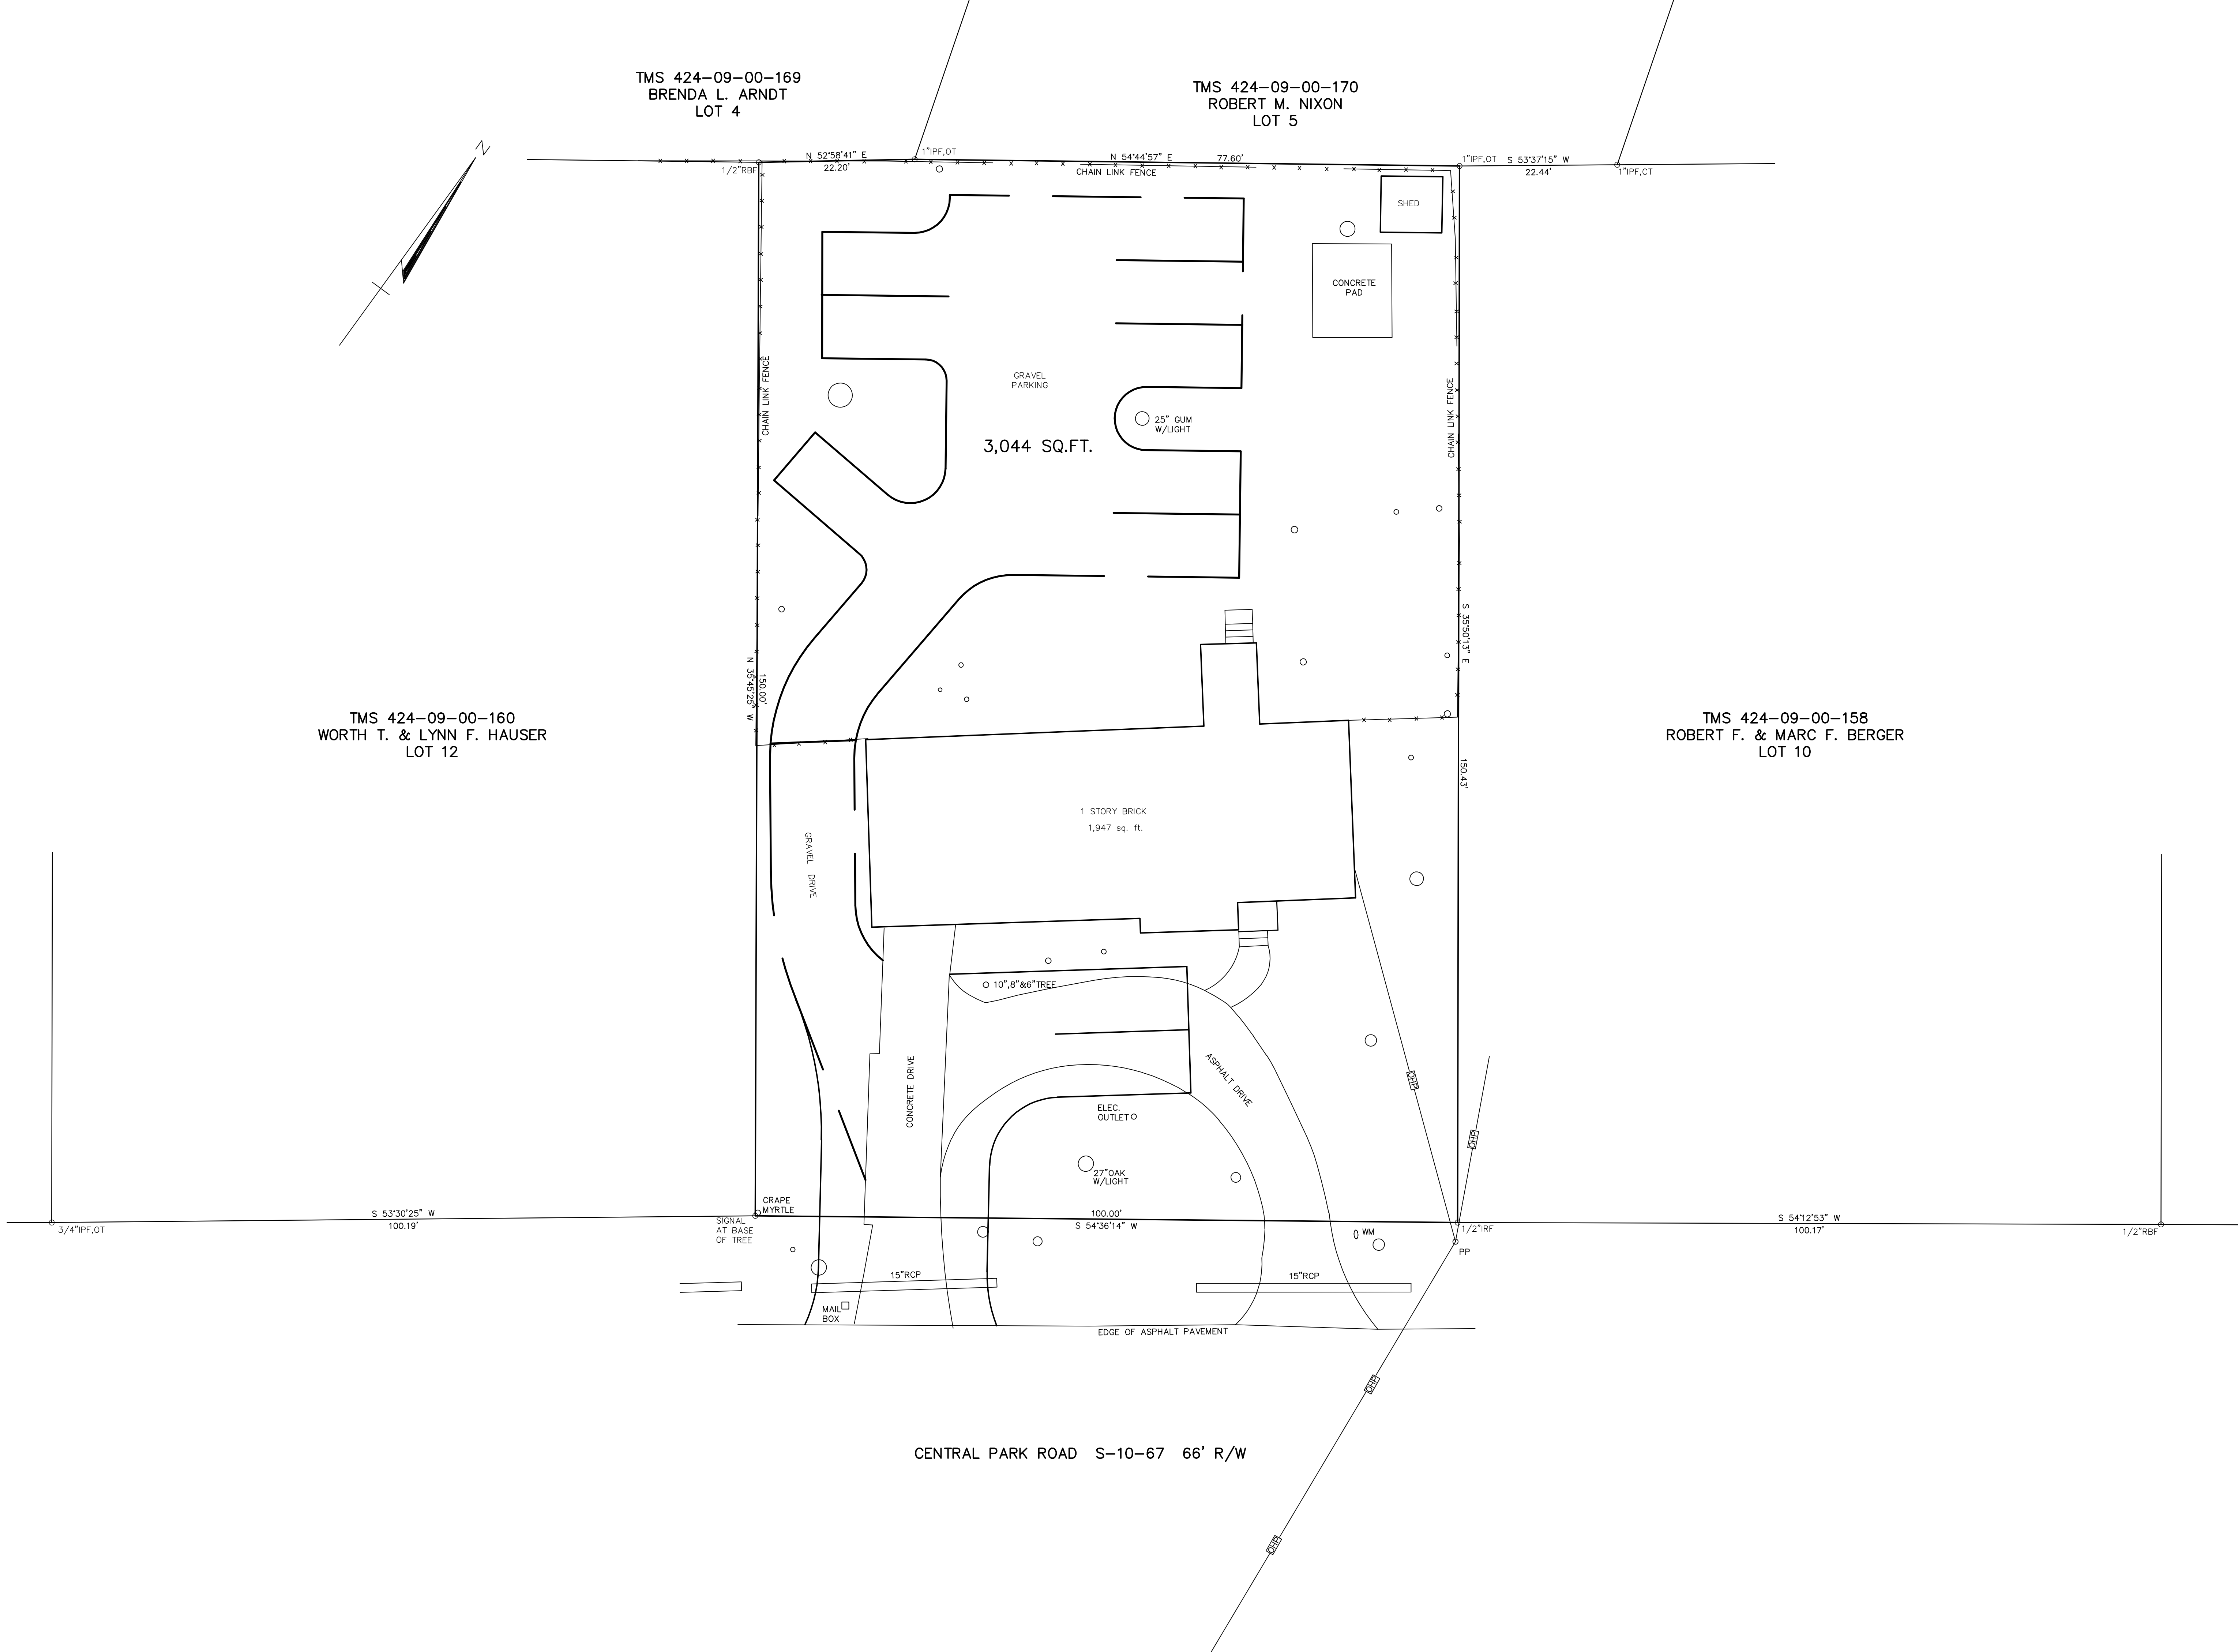 TMS 424-09-00-169
BRENDA L. ARNDT
LOT 4
TMS 424-09-00-170
ROBERT M. NIXON
LOT 5
N
N 52°58'41" E
22.20'
1/2"RBF
1"IPF,OT
N 54°44'57" E
77.60'
CHAIN LINK FENCE
1"IPF,OT
S 53°37'15" W
22.44'
1"IPF,CT
SHED
CONCRETE
PAD
CHAIN LINK FENCE
GRAVEL
PARKING
3,044 SQ.FT.
25" GUM
W/LIGHT
CHAIN LINK FENCE
S 35°50'13" E
150.43'
N 35°45'25" W
150.00'
TMS 424-09-00-160
WORTH T. & LYNN F. HAUSER
LOT 12
TMS 424-09-00-158
ROBERT F. & MARC F. BERGER
LOT 10
1 STORY BRICK
1,947 sq. ft.
GRAVEL DRIVE
10",8"&6"TREE
CONCRETE DRIVE
ASPHALT DRIVE
ELEC.
OUTLET
27"OAK
W/LIGHT
OHP
OHP
CRAPE
MYRTLE
SIGNAL
AT BASE
OF TREE
3/4"IPF,OT
S 53°30'25" W
100.19'
100.00'
S 54°36'14" W
WM
1/2"IRF
PP
S 54°12'53" W
100.17'
1/2"RBF
15"RCP
15"RCP
MAIL
BOX
EDGE OF ASPHALT PAVEMENT
OHP
CENTRAL PARK ROAD S-10-67 66' R/W
OHP